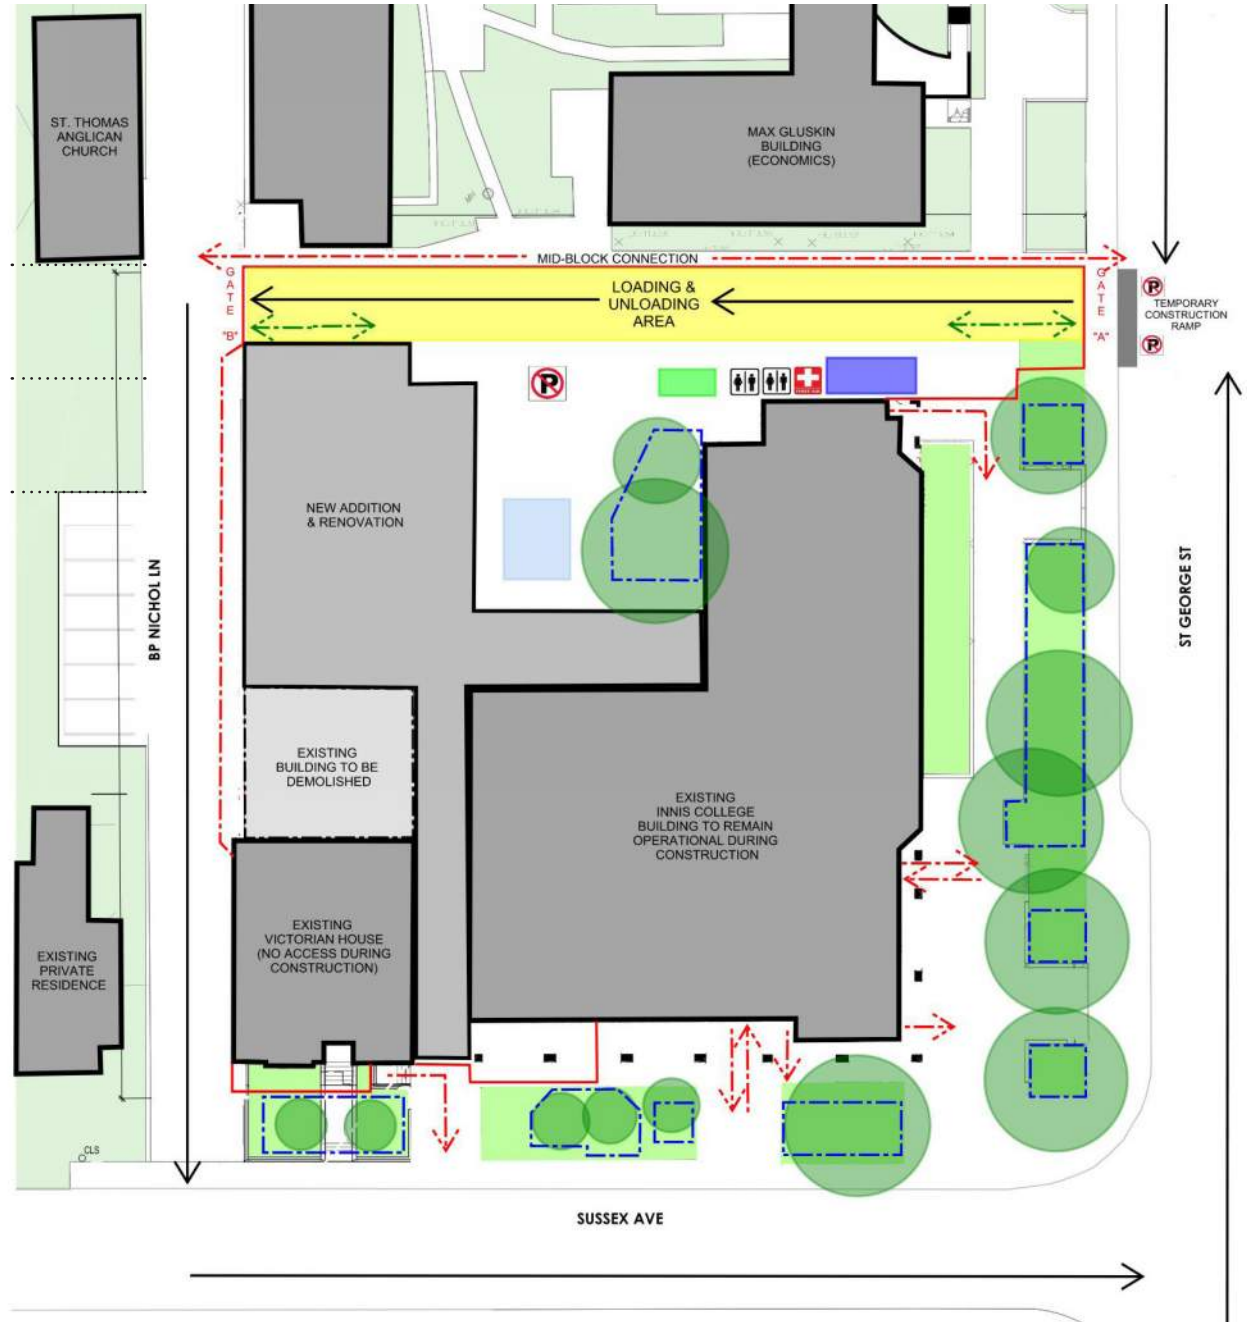 ST. THOMAS
ANGLICAN
CHURCH
MAX GLUSKIN
BUILDING
(ECONOMICS)
MH
MID-BLOCK CONNECTION
GATE
"B"
LOADING &
UNLOADING
AREA
GATE
"A"
P
TEMPORARY
CONSTRUCTION
RAMP
P
P
NEW ADDITION
& RENOVATION
BP NICHOL LN
ST GEORGE ST
EXISTING
BUILDING TO BE
DEMOLISHED
EXISTING
INNIS COLLEGE
BUILDING TO REMAIN
OPERATIONAL DURING
CONSTRUCTION
EXISTING
VICTORIAN HOUSE
(NO ACCESS DURING
CONSTRUCTION)
EXISTING
PRIVATE
RESIDENCE
CLS
SUSSEX AVE